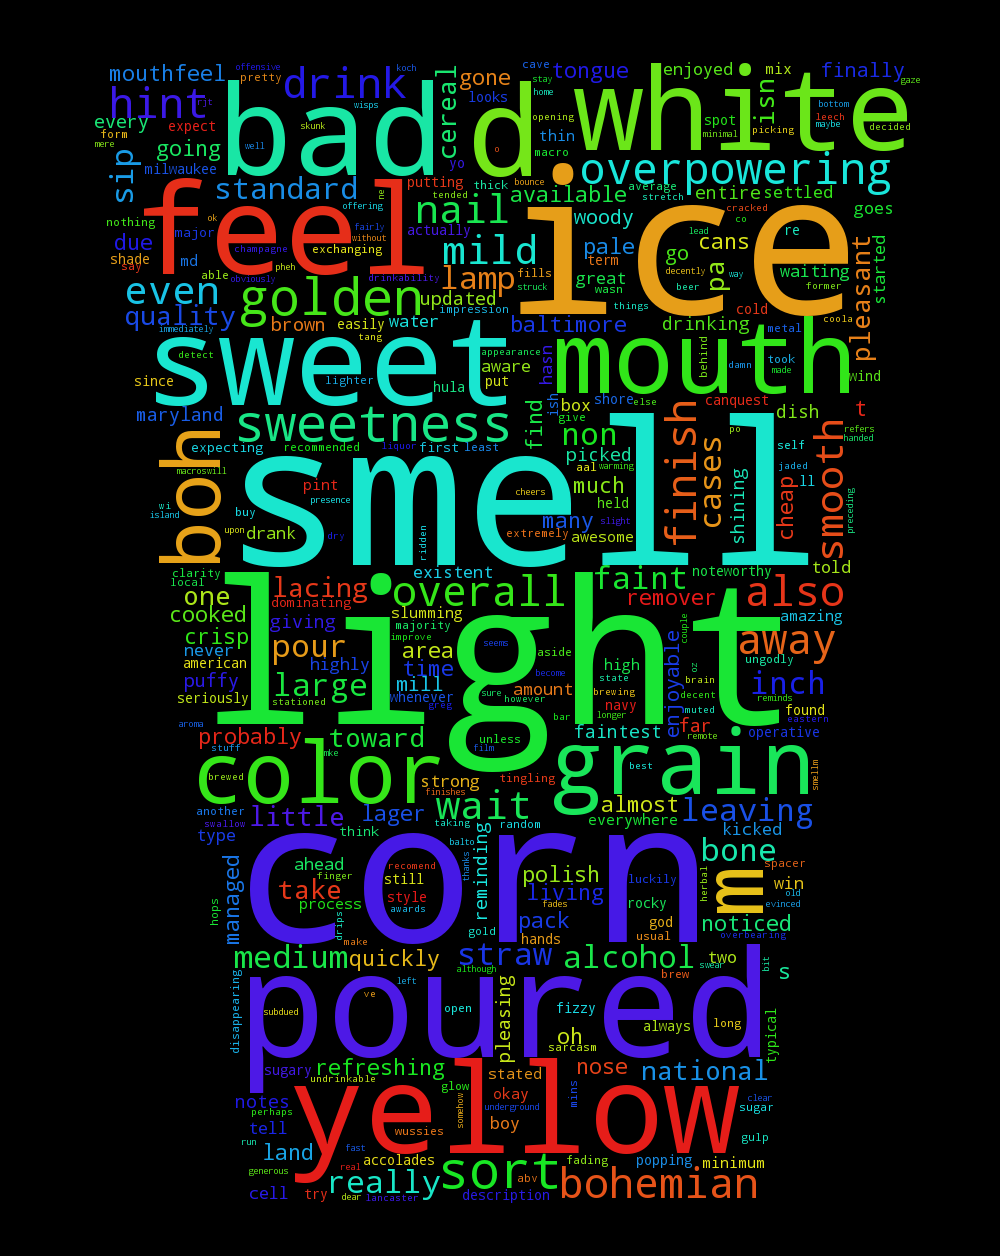 offensive koch cave
mouthfeel drink pretty gone looks stay home tongue enjoyed mix finally gaze
hint rjt wisps bad d opening white isn bottom
every form mere expect skunk cereal thin spot minimal picking leech maybe decided
sip going well o macro overpowering
milwaukee yo
standard putting thick bounce average stretch entire settled
feel tended ne available ice
nothing ok offering nail woody cracked co goes
due major fairly actually re
shade say md champagne without exchanging mild pale term go lead cans pleasant started
able pheh drinkability lamp fills great pa decently way waiting
even obviously struck wasn beer former
golden updated things
quality brown easily water impression baltimore drinking cold coola
immediately tang metal
sweet appearance hasn mouth behind damn took
detect aware made
since lighter hula put wind
maryland sweetness find ish box shore else canquest dish t
give refers handed
boh expecting recommended liquor first least non picked finish cases po self smooth
macroswill smell aal warming jaded
pint cheers much shining cheap ll preceding
wi island presence buy held
many slight
upon drank dry ridden extremely awesome
clarity existent told
local lacing overall faint noteworthy
one dominating remover also
cooked giving slumming majority amazing
crisp pour improve area enjoyable couple away
never light seems aside
american highly time high ungodly
puffy large mill state brain inch
seriously stationed whenever sure amount brewing oz decent
greg however become navy muted reminds found
aroma bar longer faintest far eastern
probably toward unless remote operative
stuff mke film
color best grain
brewed strong tingling smellm
finishes wait almost leaving
another little lager everywhere
swallow taking random kicked
type think balto
ahead reminding thanks bone
finger recomend corn spacer
managed take still polish luckily herbal m win
process style living old
hops awards rocky evinced
drips gold pack god noticed
make fades hands usual overbearing
medium quickly straw alcohol two
although swear bit s
disappearing ve left brew
subdued poured open pleasing fizzy typical
oh always long
sarcasm
refreshing nose national
sugary undrinkable glow stated
notes yellow okay mins clear
perhaps somehow underground sugar
tell wussies boy
run gulp
land fast accolades fading popping minimum
generous real sort
cell try really abv bohemian
dear lancaster description